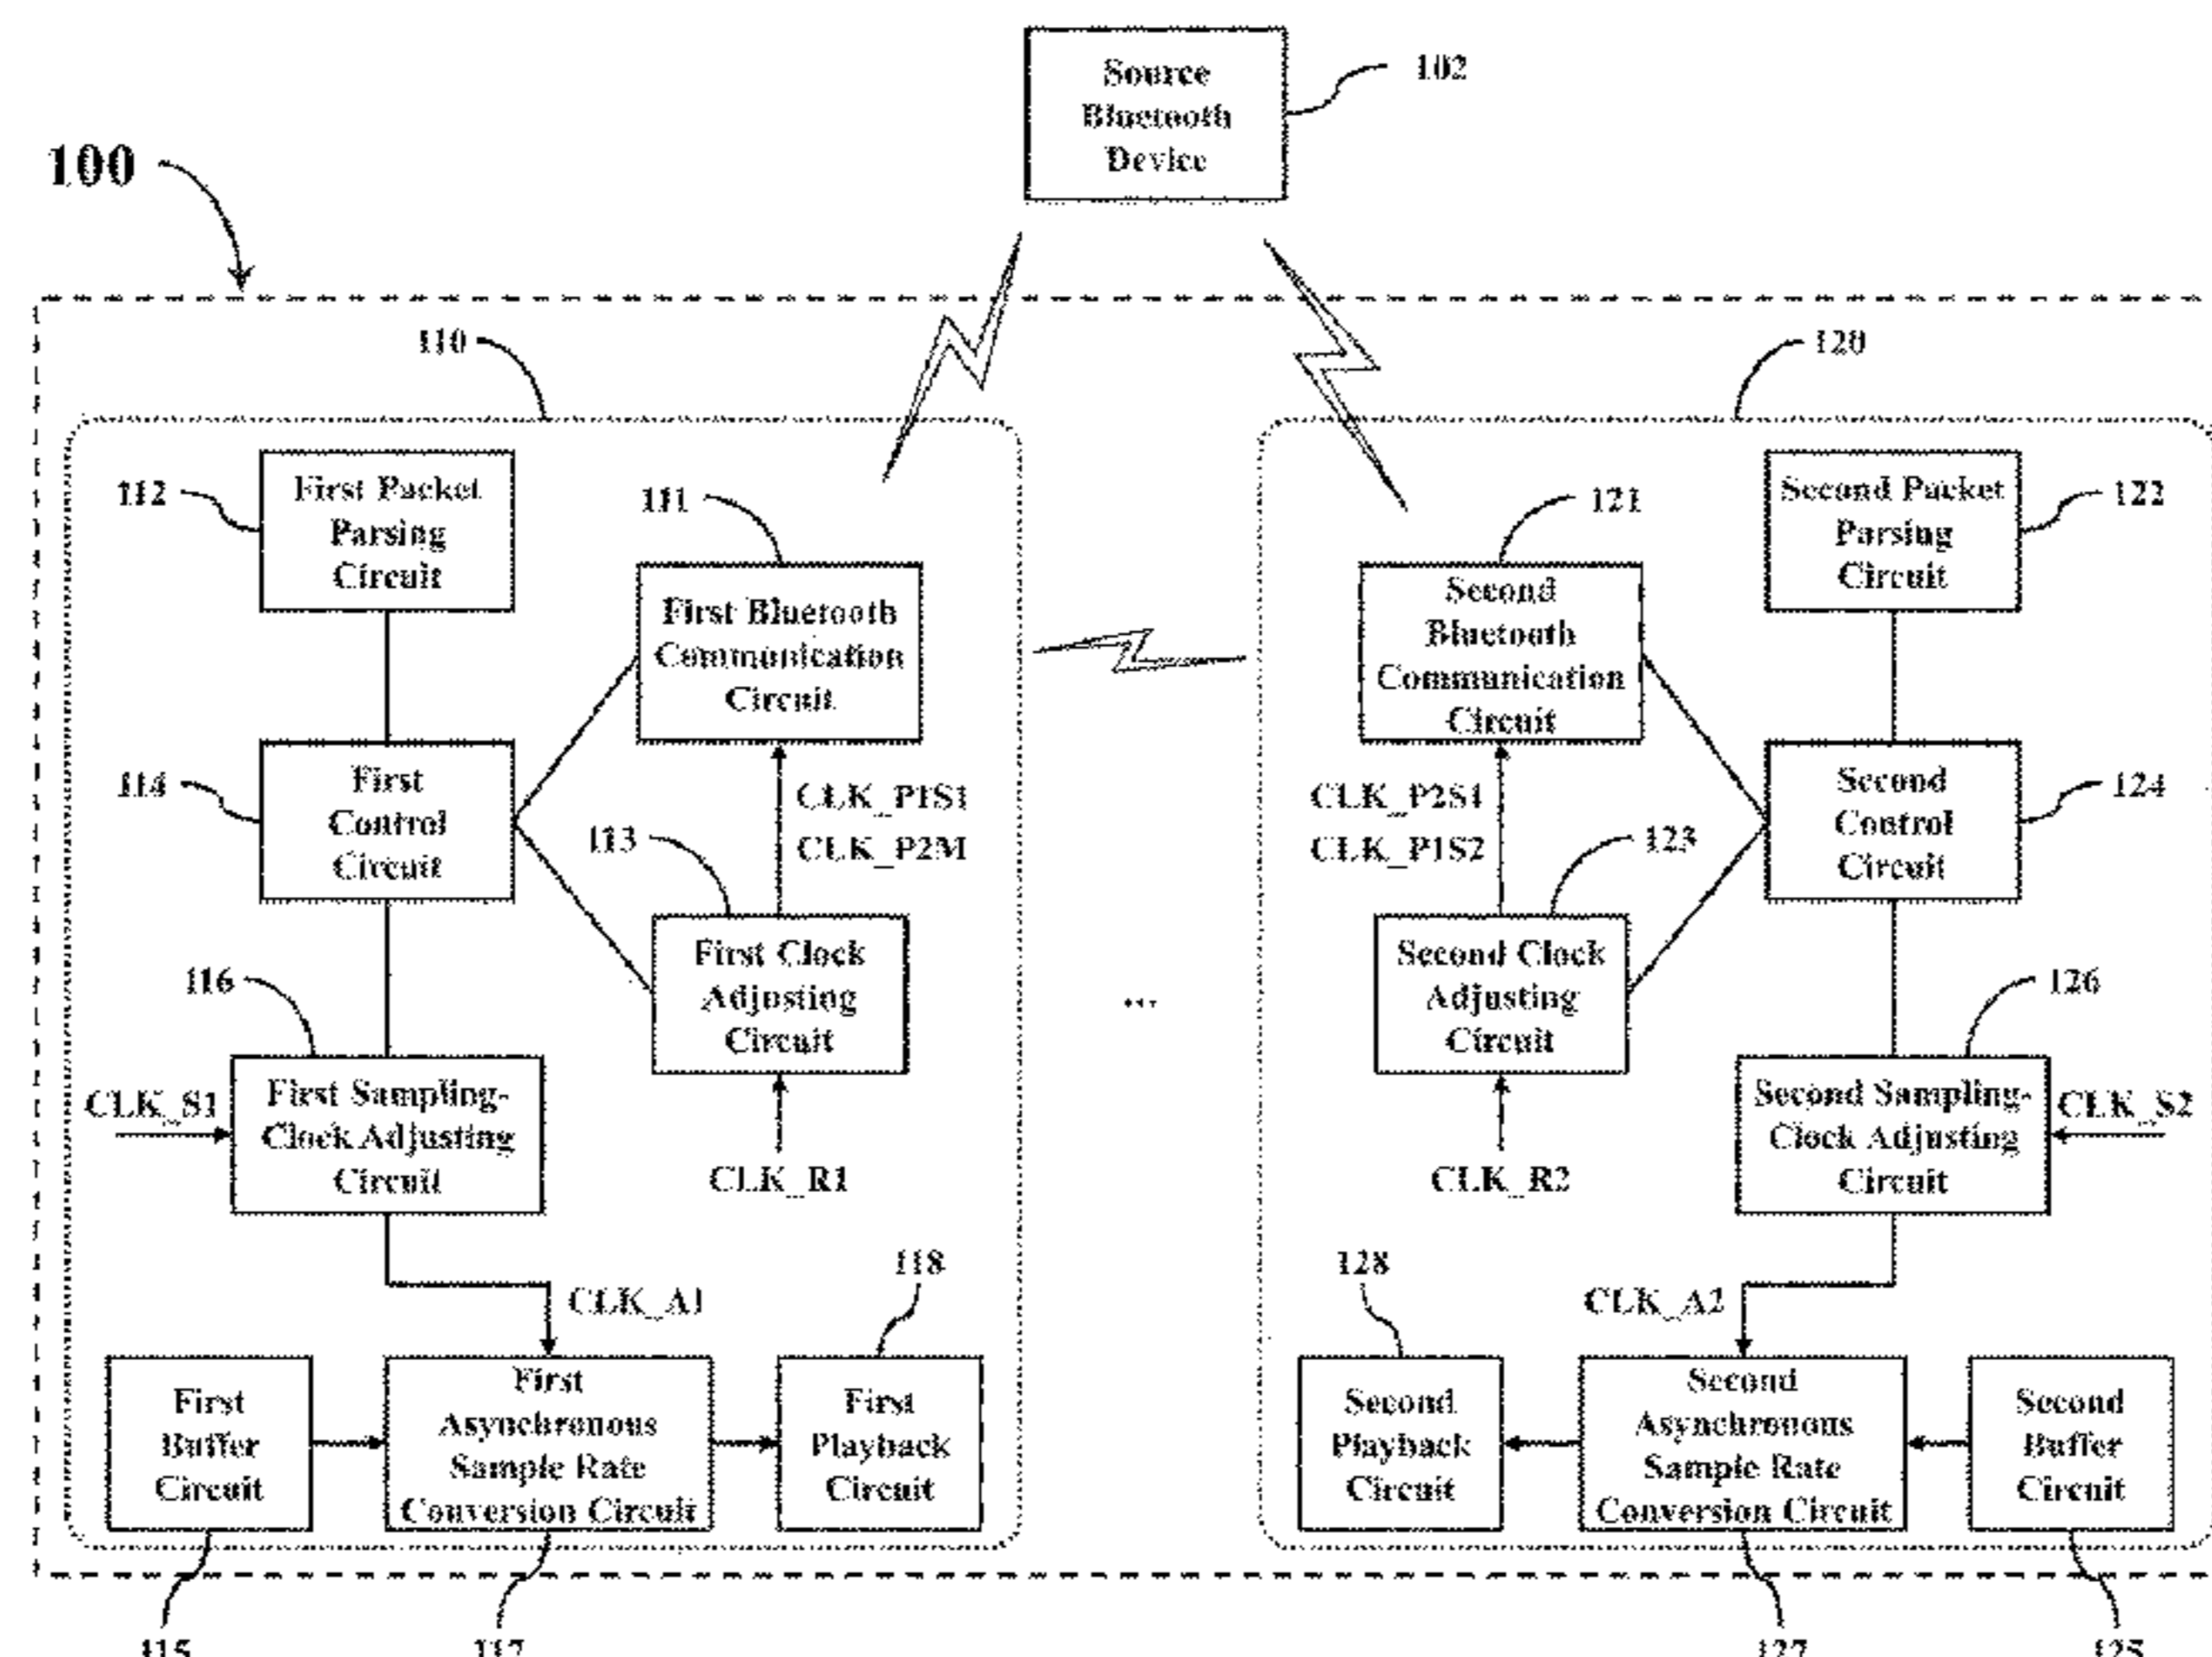 Source
Bluetooth
Device
102
100
110
120
112
First Packet
Parsing
Circuit
111
First Bluetooth
Communication
Circuit
121
Second
Bluetooth
Communication
Circuit
Second Packet
Parsing
Circuit
122
114
First
Control
Circuit
CLK_P1S1
CLK_P2M
113
CLK_P2S1
CLK_P1S2
123
Second
Control
Circuit
124
116
First Clock
Adjusting
Circuit
...
Second Clock
Adjusting
Circuit
126
CLK_S1
First Sampling-
Clock Adjusting
Circuit
CLK_R1
CLK_R2
Second Sampling-
Clock Adjusting
Circuit
CLK_S2
CLK_A1
118
128
CLK_A2
First
Buffer
Circuit
First
Asynchronous
Sample Rate
Conversion Circuit
First
Playback
Circuit
Second
Playback
Circuit
Second
Asynchronous
Sample Rate
Conversion Circuit
Second
Buffer
Circuit
115
117
127
125